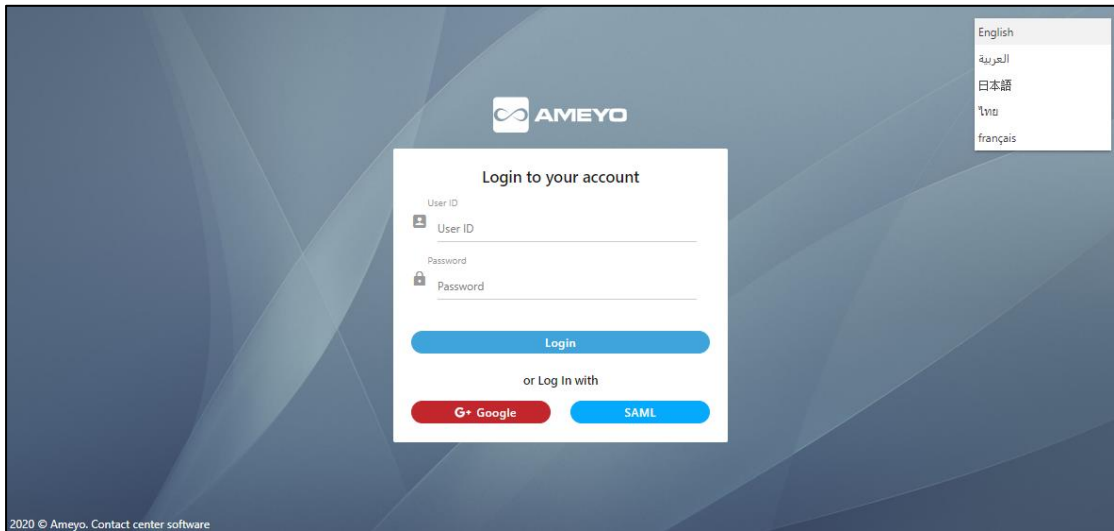 English
العربية
日本語
ไทย
français
AMEYO
Login to your account
User ID
User ID
Password
Password
Login
or Log In with
G+ Google
SAML
2020 © Ameyo. Contact center software